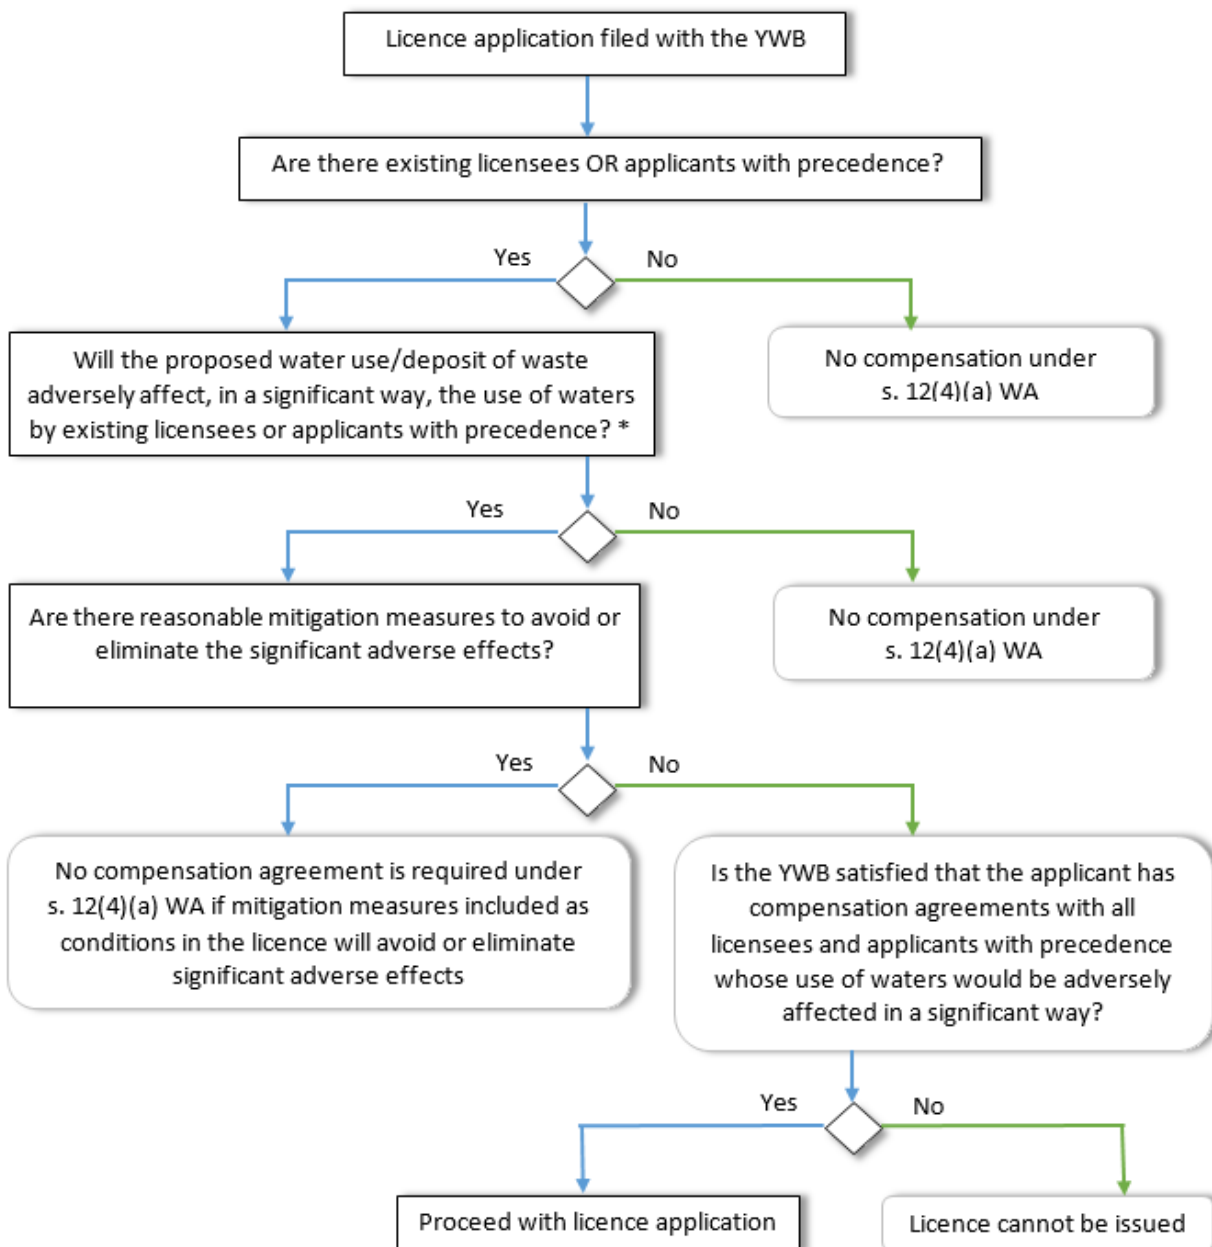 Licence application filed with the YWB
Are there existing licensees OR applicants with precedence?
Yes
No
Will the proposed water use/deposit of waste
adversely affect, in a significant way, the use of waters
by existing licensees or applicants with precedence? *
No compensation under
s. 12(4)(a) WA
Yes
No
Are there reasonable mitigation measures to avoid or
eliminate the significant adverse effects?
No compensation under
s. 12(4)(a) WA
Yes
No
No compensation agreement is required under
s. 12(4)(a) WA if mitigation measures included as
conditions in the licence will avoid or eliminate
significant adverse effects
Is the YWB satisfied that the applicant has
compensation agreements with all
licensees and applicants with precedence
whose use of waters would be adversely
affected in a significant way?
Yes
No
Proceed with licence application
Licence cannot be issued